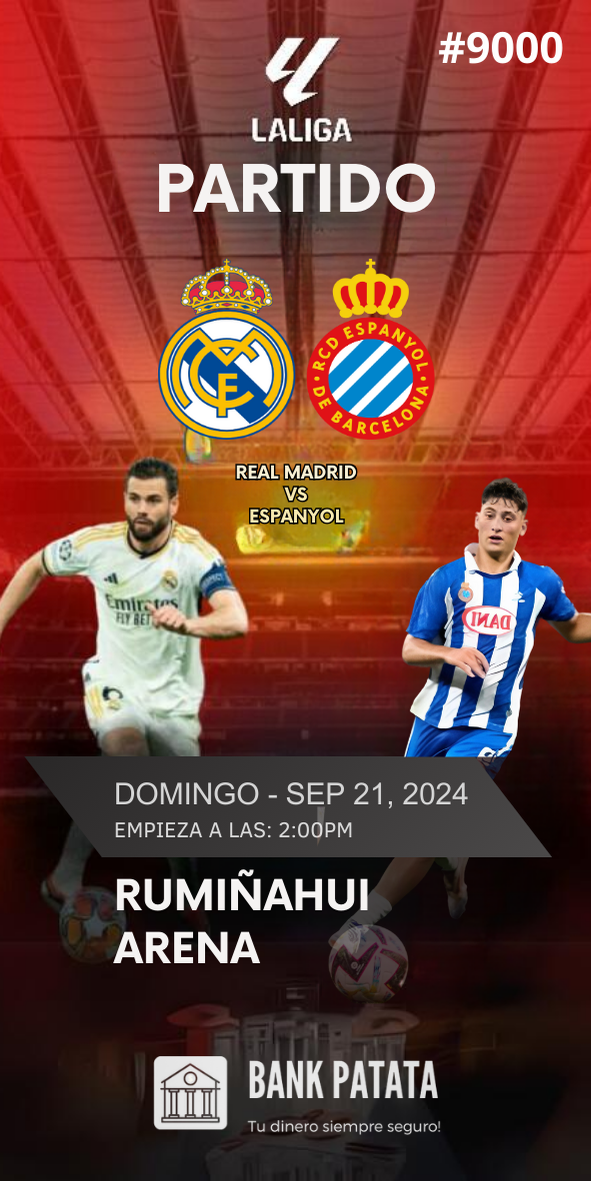 #9000
LALIGA
PARTIDO
RCD ESPANYOL
DE BARCELONA
REAL MADRID
VS
ESPANYOL
Emirates
FLY BETTER
DANI
DOMINGO - SEP 21, 2024
EMPIEZA A LAS: 2:00PM
RUMIÑAHUI
ARENA
BANK PATATA
Tu dinero siempre seguro!